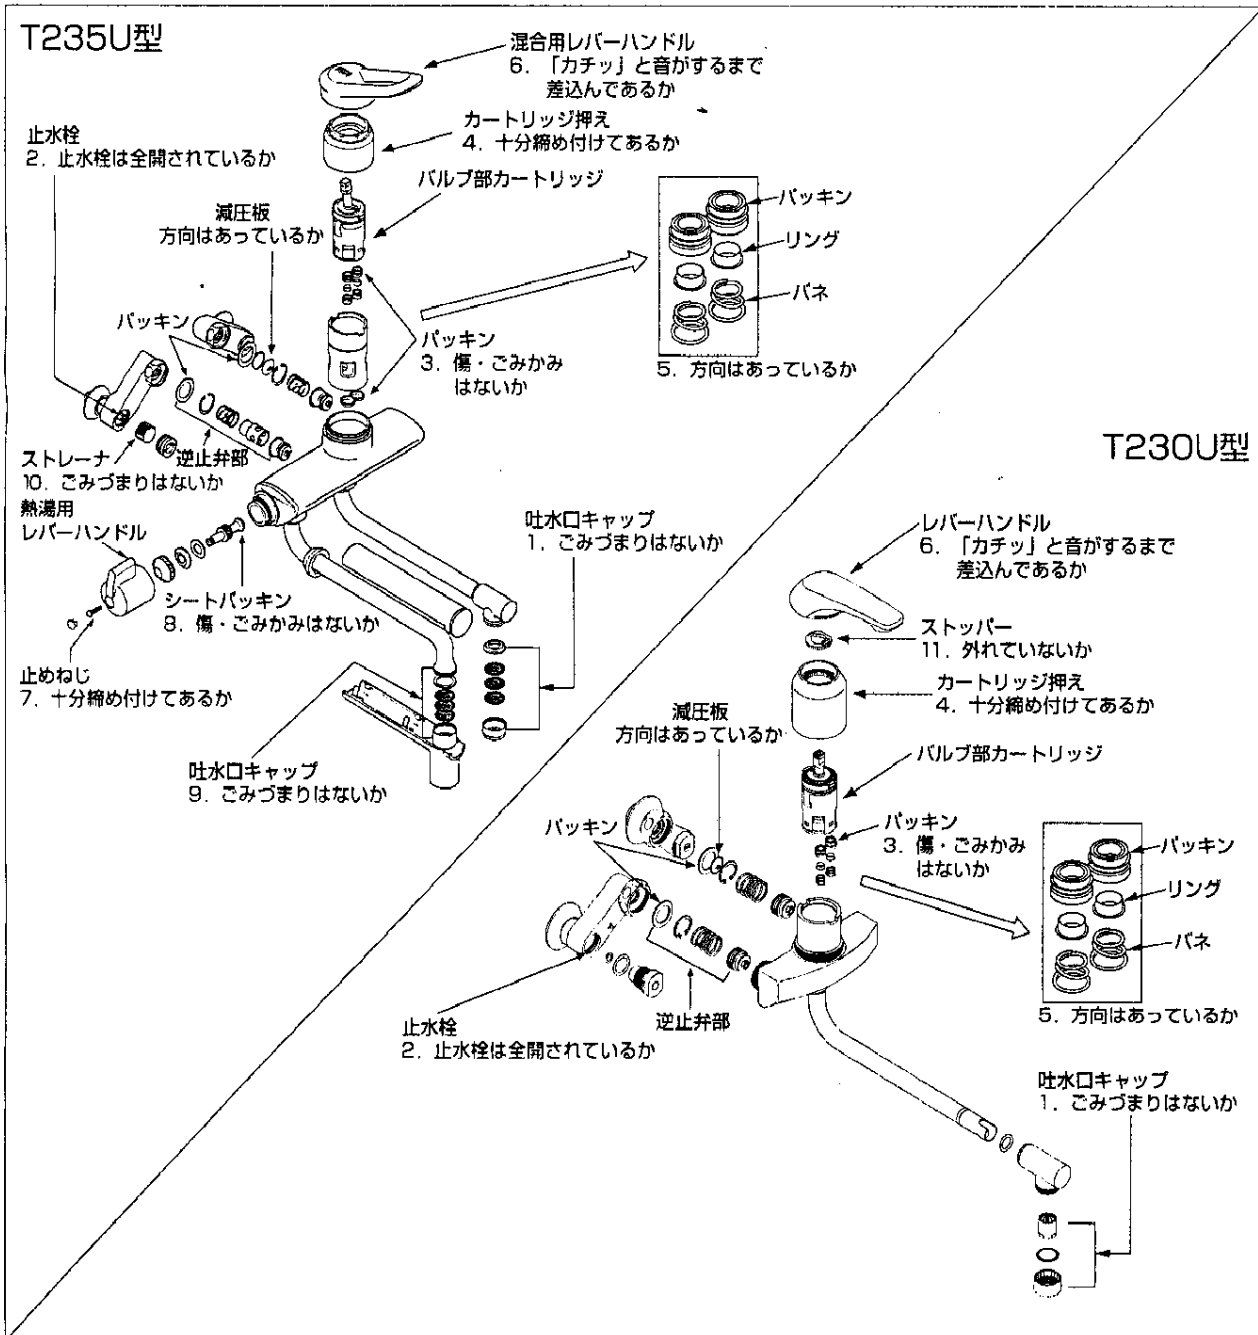 T235U型
混合用レバーハンドル
6. 「カチッ」と音がするまで
差込んであるか
カートリッジ押え
4. 十分締め付けてあるか
止水栓
2. 止水栓は全開されているか
バルブ部カートリッジ
減圧板
方向はあっているか
パッキン
リング
バネ
5. 方向はあっているか
パッキン
パッキン
3. 傷・ごみかみ
はないか
ストレーナ
10. ごみづまりはないか
逆止弁部
熱湯用
レバーハンドル
吐水口キャップ
1. ごみづまりはないか
シートパッキン
8. 傷・ごみかみはないか
止めねじ
7. 十分締め付けてあるか
吐水口キャップ
9. ごみづまりはないか
T230U型
レバーハンドル
6. 「カチッ」と音がするまで
差込んであるか
ストッパー
11. 外れていないか
カートリッジ押え
4. 十分締め付けてあるか
減圧板
方向はあっているか
バルブ部カートリッジ
パッキン
パッキン
3. 傷・ごみかみ
はないか
パッキン
リング
バネ
5. 方向はあっているか
逆止弁部
止水栓
2. 止水栓は全開されているか
吐水口キャップ
1. ごみづまりはないか